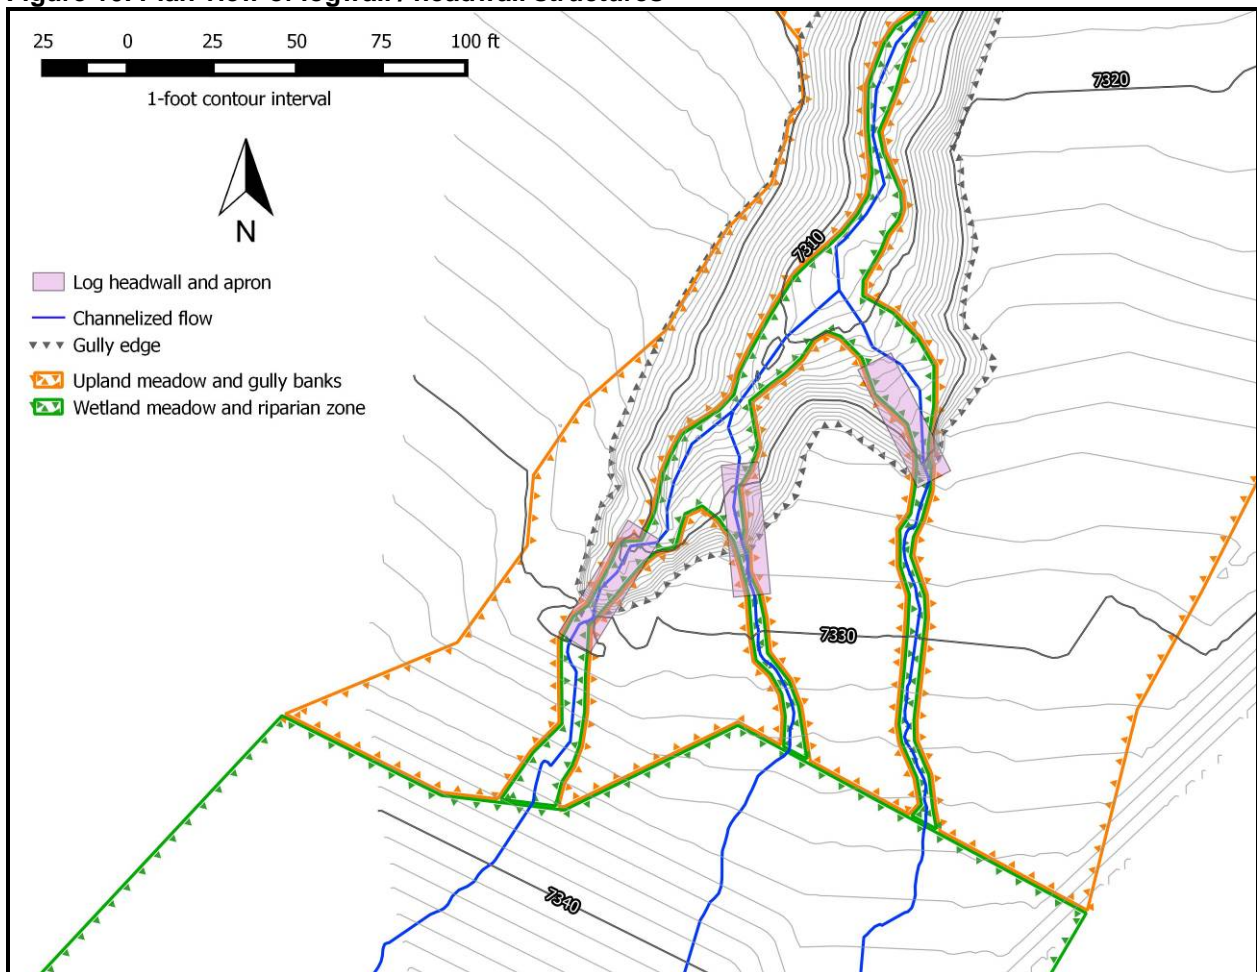 Figure 10. Plan view of logwall / headwall structures
25 0 25 50 75 100 ft
1-foot contour interval
N
Log headwall and apron
Channelized flow
Gully edge
Upland meadow and gully banks
Wetland meadow and riparian zone
7320
7310
7330
7340